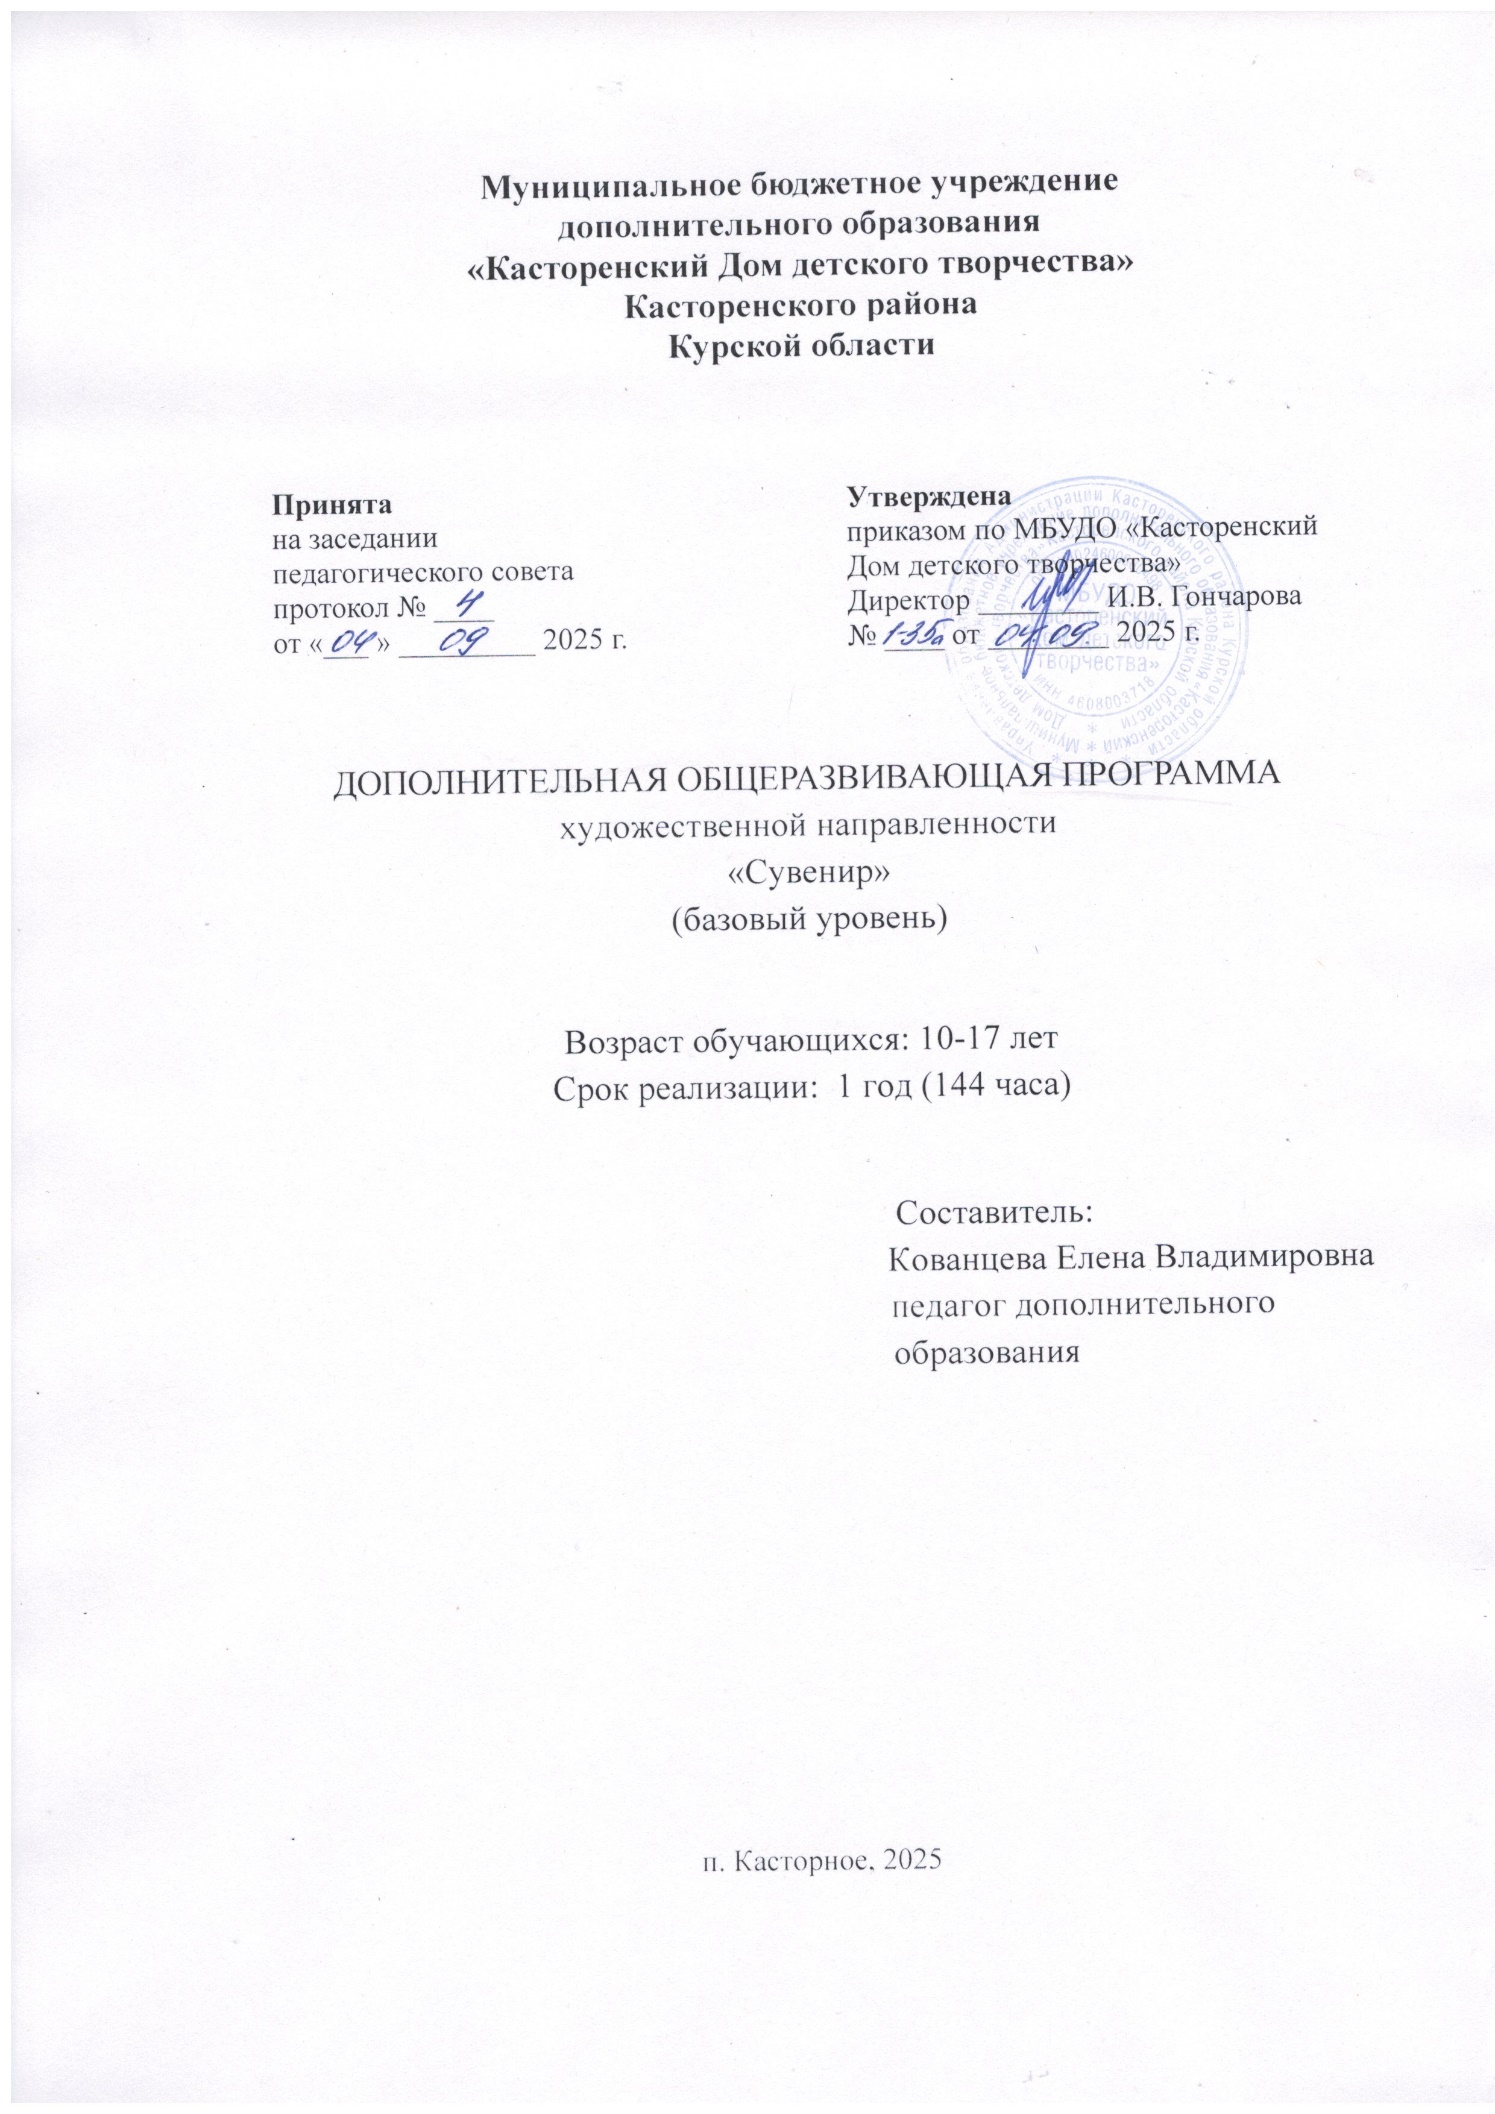 Муниципальное бюджетное учреждение
дополнительного образования
«Касторенский Дом детского творчества»
Касторенского района
Курской области
Принята
на заседании
педагогического совета
протокол № 4
от «04» 09 2025 г.
Утверждена
приказом по МБУДО «Касторенский
Дом детского творчества»
Директор И.В. Гончарова
№ 1-35а от 04.09. 2025 г.
творчества»
ИНН 4608003718
ДОПОЛНИТЕЛЬНАЯ ОБЩЕРАЗВИВАЮЩАЯ ПРОГРАММА
художественной направленности
«Сувенир»
(базовый уровень)
Возраст обучающихся: 10-17 лет
Срок реализации: 1 год (144 часа)
Составитель:
Кованцева Елена Владимировна
педагог дополнительного
образования
п. Касторное, 2025